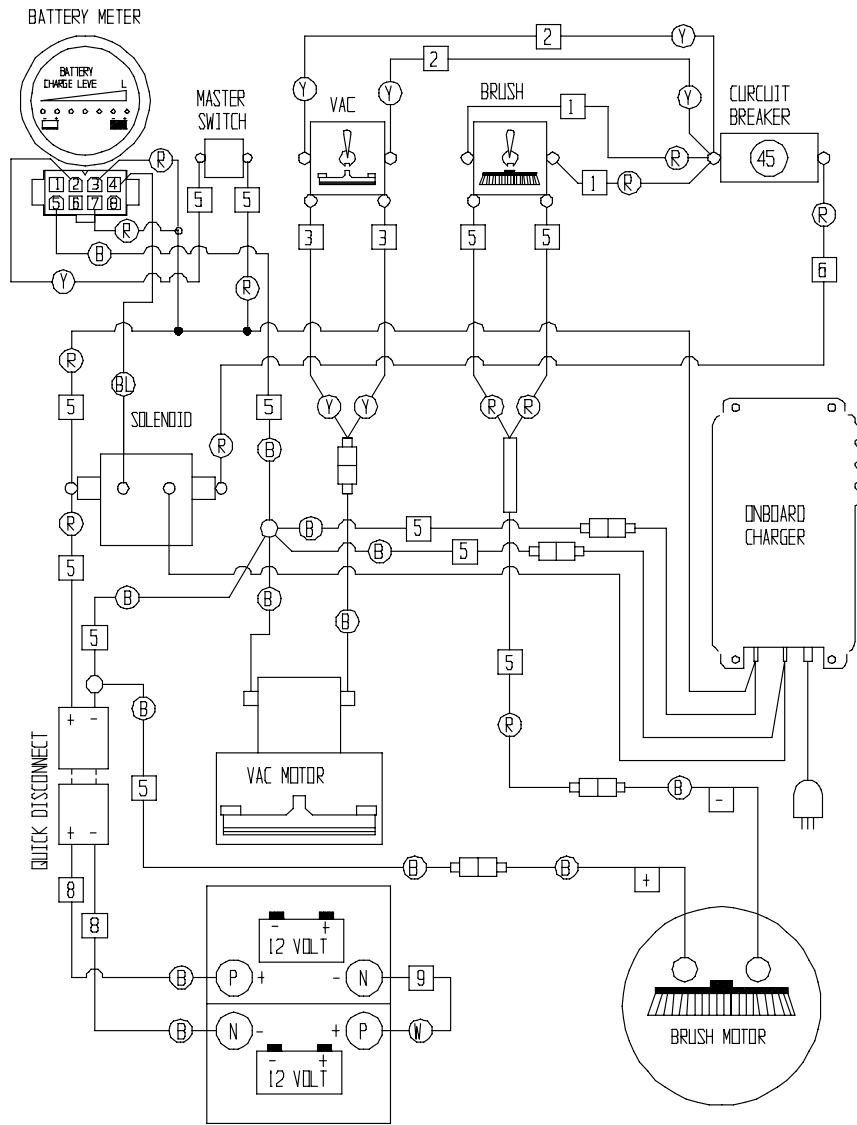 BATTERY METER
BATTERY
CHARGE LEVE L
MASTER
SWITCH
VAC
BRUSH
CURCUIT
BREAKER
45
2
Y
2
Y
Y
Y
1
R
1
R
R
1 2 3 4
5 6 7 8
R
R
B
Y
5
5
R
3
3
5
5
R
6
R
5
BL
5
B
SOLENOID
R
R
5
Y
Y
R
R
B
5
B
5
ONBOARD
CHARGER
B
B
B
5
B
5
5
R
+ -
+ -
QUICK DISCONNECT
VAC MOTOR
B
-
B
B
+
8
8
- +
12 VOLT
B
P
+
-
N
9
B
N
-
+
P
W
- +
12 VOLT
BRUSH MOTOR